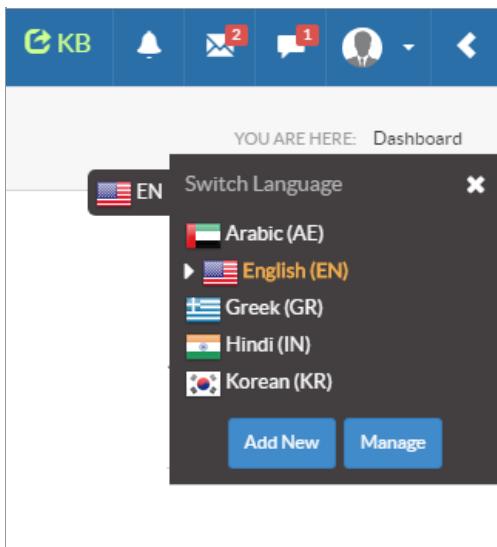 KB 2 1
YOU ARE HERE: Dashboard
EN Switch Language
Arabic (AE)
English (EN)
Greek (GR)
Hindi (IN)
Korean (KR)
Add New Manage